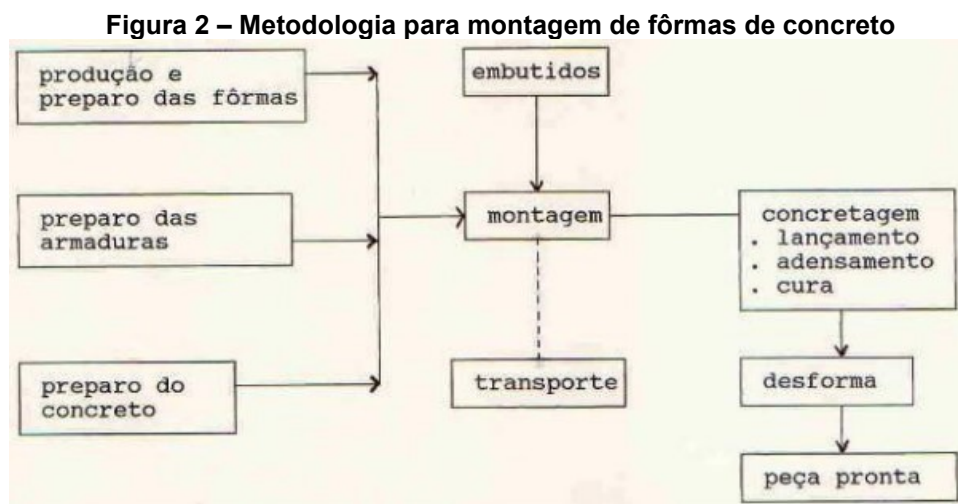 Figura 2 – Metodologia para montagem de fôrmas de concreto
produção e
preparo das fôrmas
embutidos
preparo das
armaduras
montagem
concretagem
. lançamento
. adensamento
. cura
preparo do
concreto
transporte
desforma
peça pronta